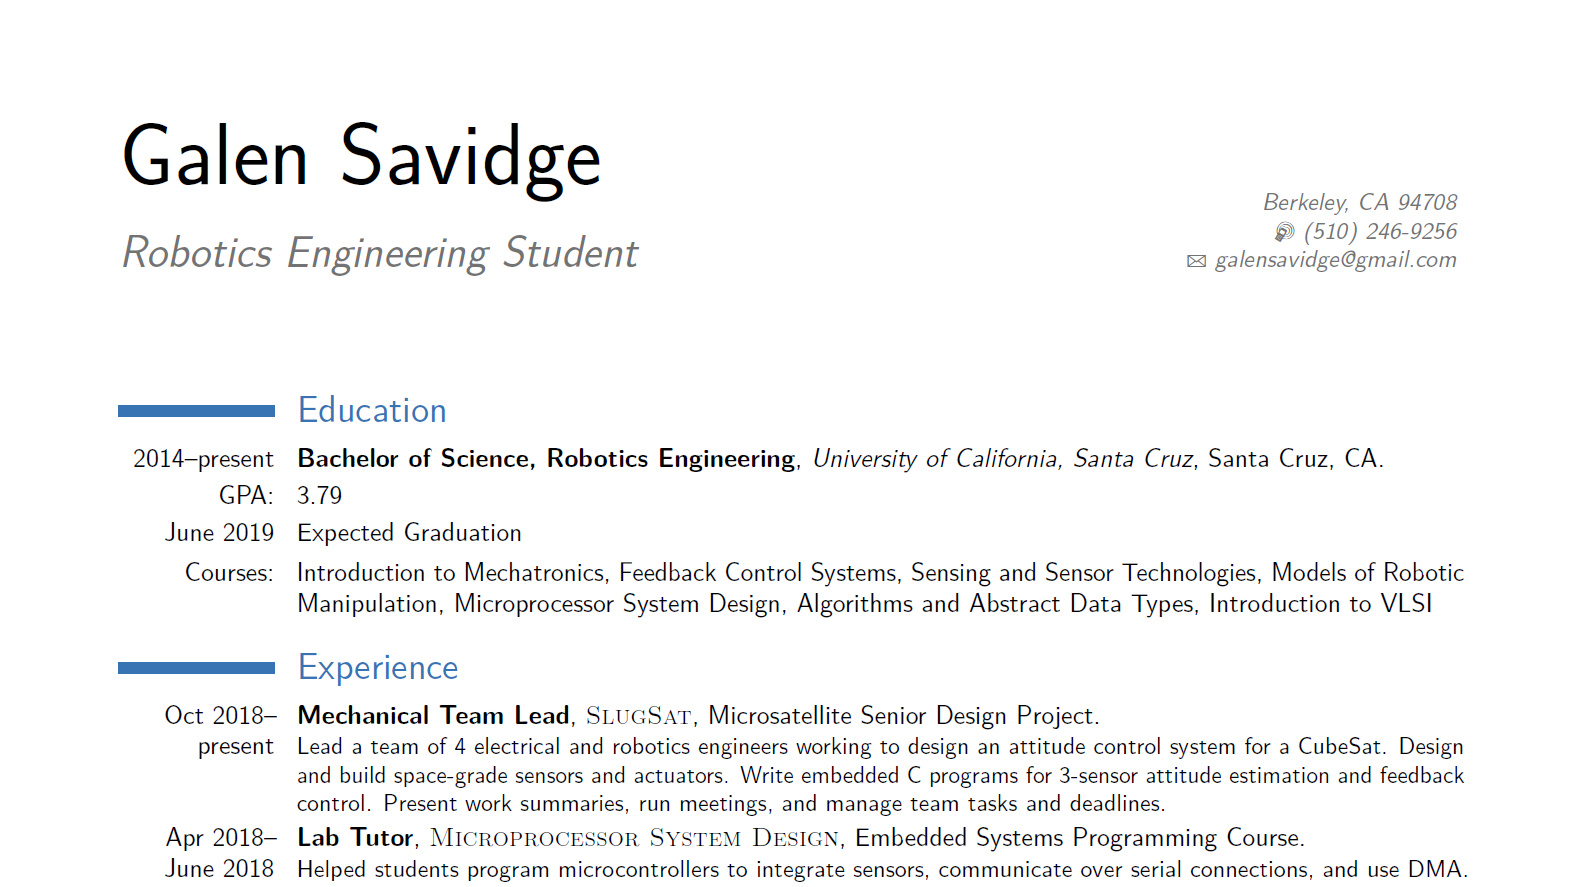 Galen Savidge
Robotics Engineering Student
Berkeley, CA 94708
(510) 246-9256
galensavidge@gmail.com
Education
2014–present Bachelor of Science, Robotics Engineering, University of California, Santa Cruz, Santa Cruz, CA.
GPA: 3.79
June 2019 Expected Graduation
Courses: Introduction to Mechatronics, Feedback Control Systems, Sensing and Sensor Technologies, Models of Robotic
Manipulation, Microprocessor System Design, Algorithms and Abstract Data Types, Introduction to VLSI
Experience
Oct 2018– Mechanical Team Lead, SlugSat, Microsatellite Senior Design Project.
present Lead a team of 4 electrical and robotics engineers working to design an attitude control system for a CubeSat. Design
and build space-grade sensors and actuators. Write embedded C programs for 3-sensor attitude estimation and feedback
control. Present work summaries, run meetings, and manage team tasks and deadlines.
Apr 2018– Lab Tutor, Microprocessor System Design, Embedded Systems Programming Course.
June 2018 Helped students program microcontrollers to integrate sensors, communicate over serial connections, and use DMA.